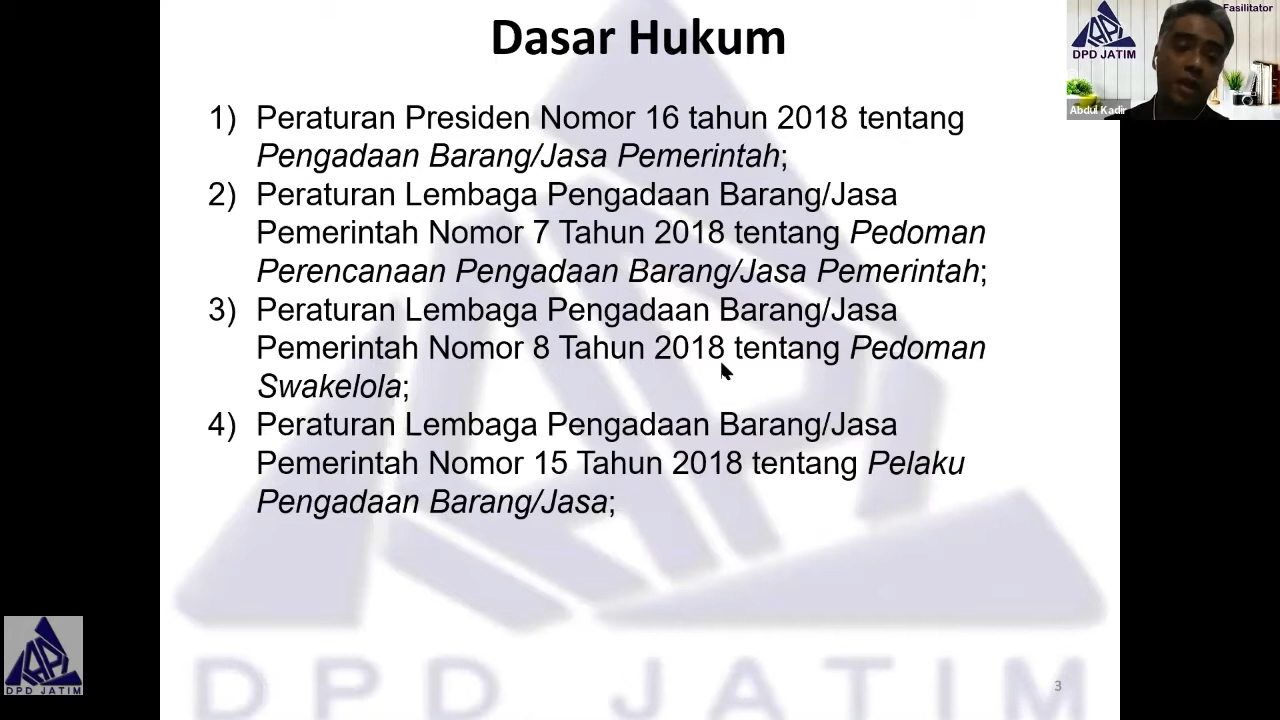 Dasar Hukum
1) Peraturan Presiden Nomor 16 tahun 2018 tentang
Pengadaan Barang/Jasa Pemerintah;
2) Peraturan Lembaga Pengadaan Barang/Jasa
Pemerintah Nomor 7 Tahun 2018 tentang Pedoman
Perencanaan Pengadaan Barang/Jasa Pemerintah;
3) Peraturan Lembaga Pengadaan Barang/Jasa
Pemerintah Nomor 8 Tahun 2018 tentang Pedoman
Swakelola;
4) Peraturan Lembaga Pengadaan Barang/Jasa
Pemerintah Nomor 15 Tahun 2018 tentang Pelaku
Pengadaan Barang/Jasa;
DPD JATIM
3
Fasilitator
IAPI
DPD JATIM
Abdul Kadir
IAPI
DPD JATIM